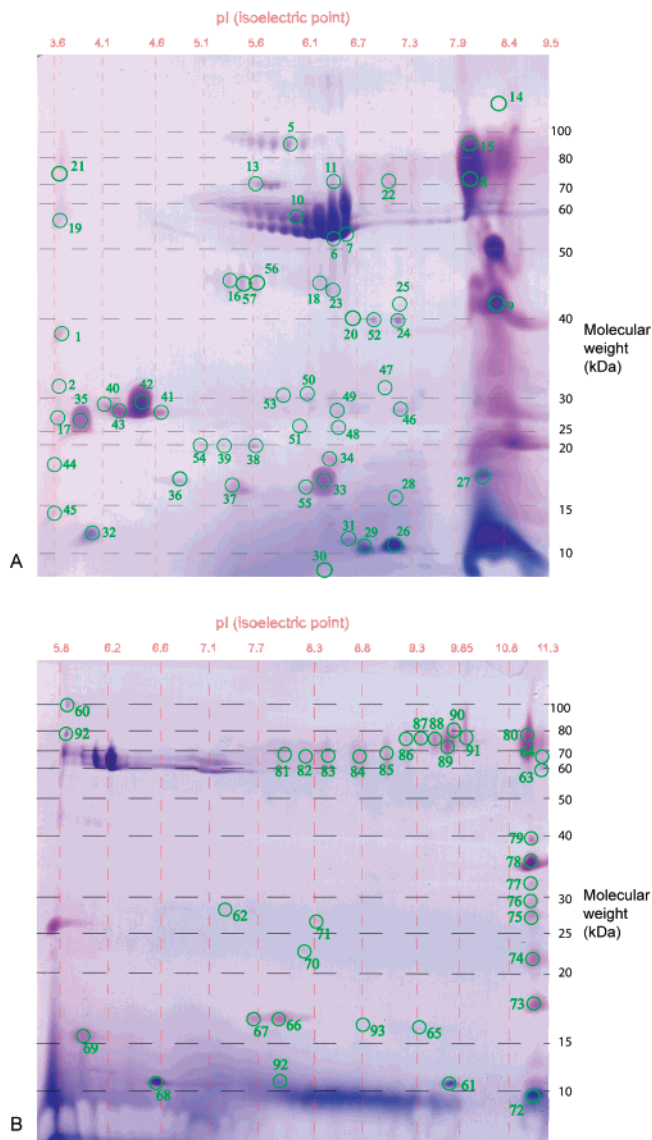 pI (isoelectric point)
3.6 4.1 4.6 5.1 5.6 6.1 6.7 7.3 7.9 8.4 9.5
14
5 100
15
80
21 13 11 22 8 70
10 60
19
7
6 50
56
16 57 18 23 25 9
20 52 24 40
1 Molecular
weight
(kDa)
2 47
35 40 42 41 53 50 49 46 30
17 43 51 48 25
44 54 39 38 34 20
36 37 55 33 28 27
45 15
32 31 29 26
30 10
A
pI (isoelectric point)
5.8 6.2 6.6 7.1 7.7 8.3 8.8 9.3 9.85 10.8 11.3
60 100
92 87 88 90 80 80
86 91 64
89 70
81 82 83 84 85 63 60
50
79 40
78
77
62 76 30 Molecular
71 75 weight
25 (kDa)
70 74 20
73
67 66 93 65
69 15
92
68 61 10
72
B